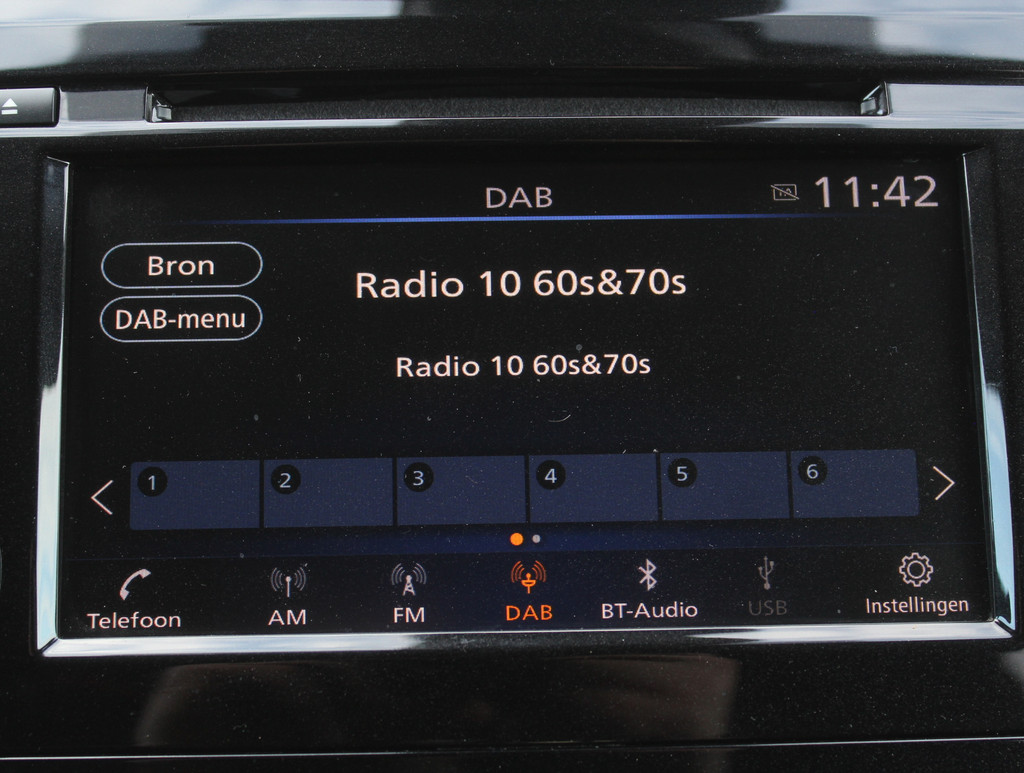 DAB
TA 11:42
Bron
Radio 10 60s&70s
DAB-menu
Radio 10 60s&70s
1 2 3 4 5 6
Telefoon AM FM DAB BT-Audio USB Instellingen